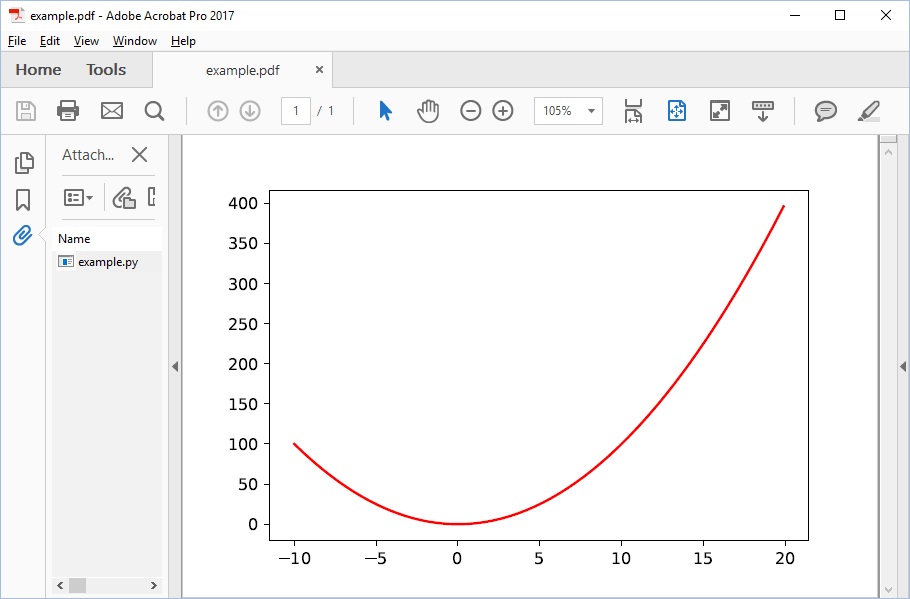 example.pdf - Adobe Acrobat Pro 2017
File Edit View Window Help
Home Tools example.pdf ×
1 / 1 105%
Attach...
Name
example.py
400
350
300
250
200
150
100
50
0
−10 −5 0 5 10 15 20